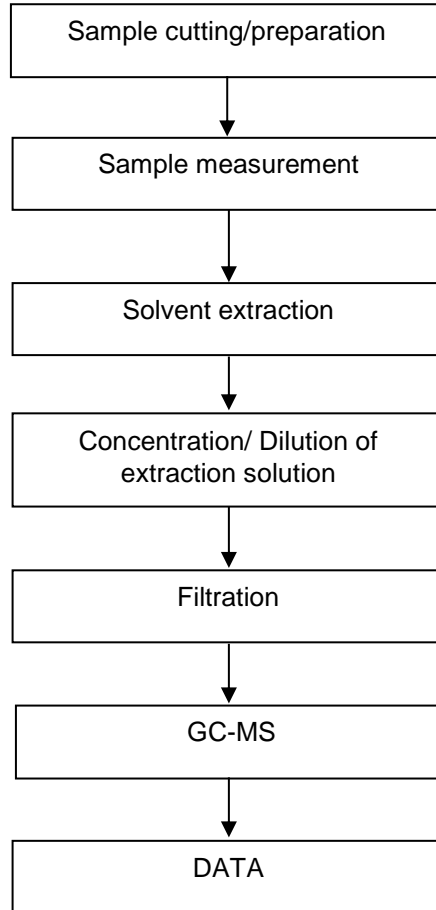 Sample cutting/preparation
Sample measurement
Solvent extraction
Concentration/ Dilution of
extraction solution
Filtration
GC-MS
DATA